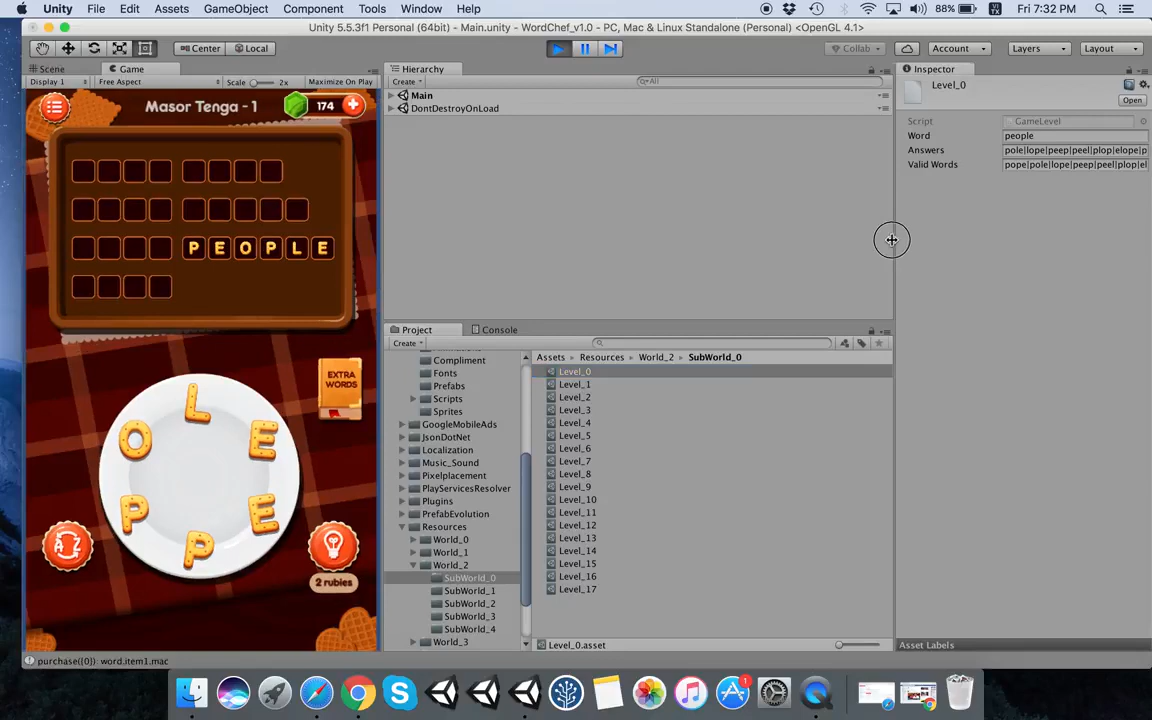 Unity File Edit Assets GameObject Component Tools Window Help 88% Fri 7:32 PM
Unity 5.5.3f1 Personal (64bit) - Main.unity - WordChef_v1.0 - PC, Mac & Linux Standalone (Personal) <OpenGL 4.1>
Center Local Collab Account Layers Layout
Scene Game
Display 1 Free Aspect Scale 2x Maximize On Play
Masor Tenga - 1 174
PEOPLE
EXTRA WORDS
L
O E
P E
P
AZ
2 rubies
Hierarchy
Create All
Main
DontDestroyOnLoad
Project Console
Create
Compliment
Fonts
Prefabs
Scripts
Sprites
GoogleMobileAds
JsonDotNet
Localization
Music_Sound
Pixelplacement
PlayServicesResolver
Plugins
PrefabEvolution
Resources
World_0
World_1
World_2
SubWorld_0
SubWorld_1
SubWorld_2
SubWorld_3
SubWorld_4
World_3
Assets Resources World_2 SubWorld_0
Level_0
Level_1
Level_2
Level_3
Level_4
Level_5
Level_6
Level_7
Level_8
Level_9
Level_10
Level_11
Level_12
Level_13
Level_14
Level_15
Level_16
Level_17
Level_0.asset
Inspector
Level_0
Open
Script GameLevel
Word people
Answers pole|lope|peep|peel|plop|elope|p
Valid Words pope|pole|lope|peep|peel|plop|el
Asset Labels
purchase({0}): word.item1.mac
1